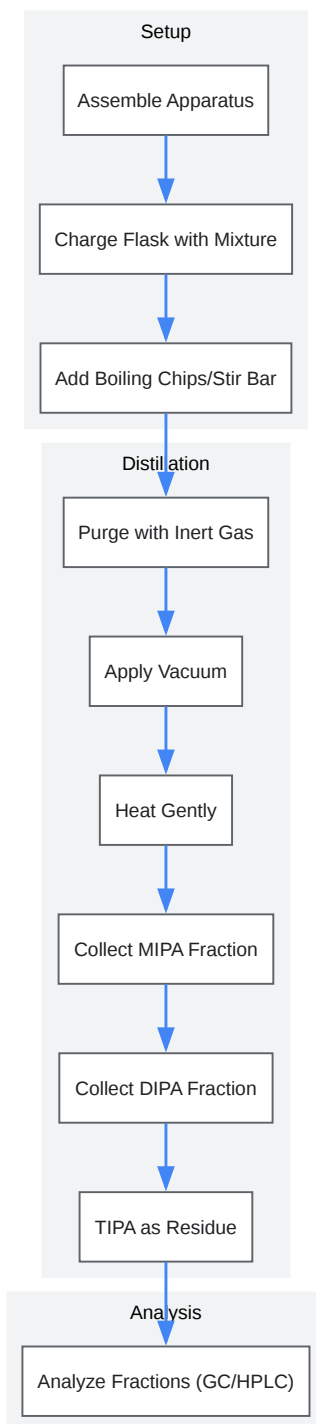 Setup
Assemble Apparatus
Charge Flask with Mixture
Add Boiling Chips/Stir Bar
Distillation
Purge with Inert Gas
Apply Vacuum
Heat Gently
Collect MIPA Fraction
Collect DIPA Fraction
TIPA as Residue
Analysis
Analyze Fractions (GC/HPLC)